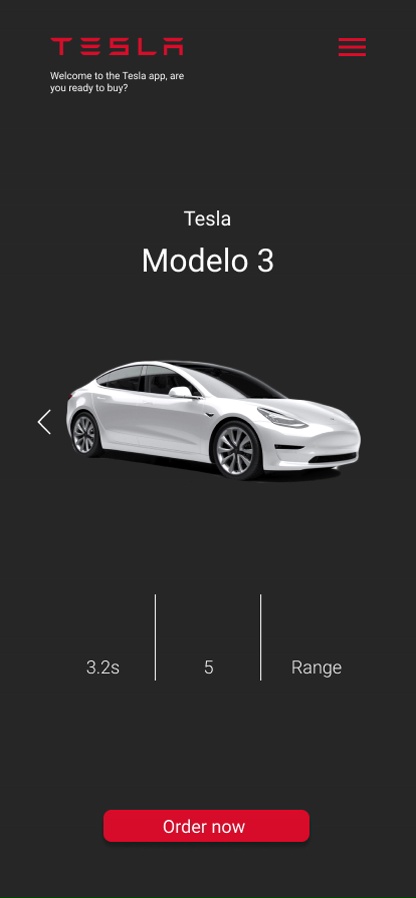 TESLA
Welcome to the Tesla app, are
you ready to buy?
Tesla
Modelo 3
3.2s
5
Range
Order now